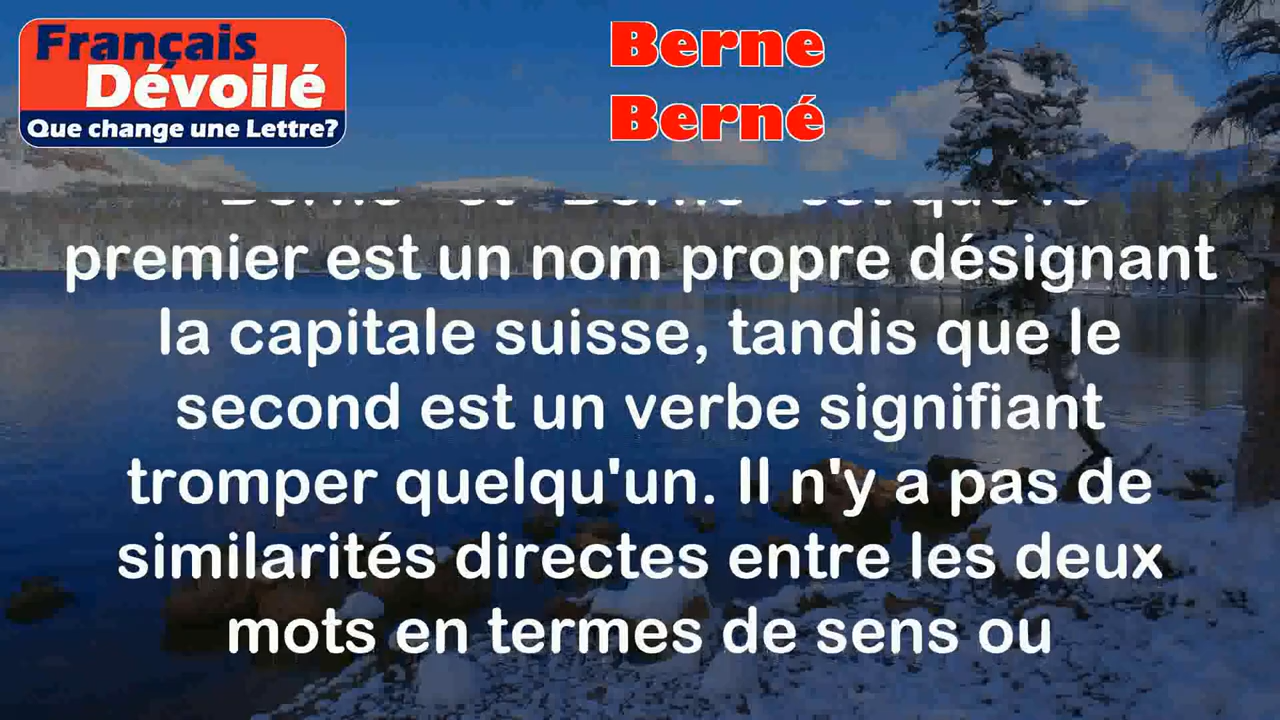 Français
Dévoilé
Que change une Lettre?
Berne
Berné
premier est un nom propre désignant
la capitale suisse, tandis que le
second est un verbe signifiant
tromper quelqu'un. Il n'y a pas de
similarités directes entre les deux
mots en termes de sens ou